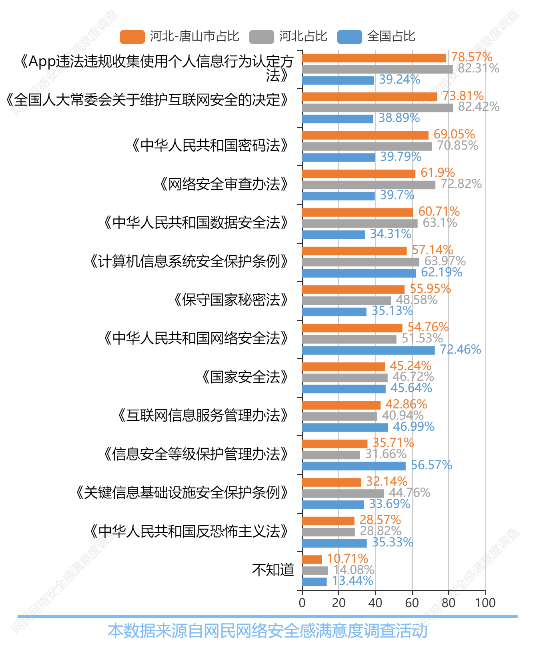 河北-唐山市占比 河北占比 全国占比
《App违法违规收集使用个人信息行为认定方
法》
78.57%
82.31%
39.24%
《全国人大常委会关于维护互联网安全的决定》
73.81%
82.42%
38.89%
《中华人民共和国密码法》
69.05%
70.85%
39.79%
《网络安全审查办法》
61.9%
72.82%
39.7%
《中华人民共和国数据安全法》
60.71%
63.1%
34.31%
《计算机信息系统安全保护条例》
57.14%
63.97%
62.19%
《保守国家秘密法》
55.95%
48.58%
35.13%
《中华人民共和国网络安全法》
54.76%
51.53%
72.46%
《国家安全法》
45.24%
46.72%
45.64%
《互联网信息服务管理办法》
42.86%
40.94%
46.99%
《信息安全等级保护管理办法》
35.71%
31.66%
56.57%
《关键信息基础设施安全保护条例》
32.14%
44.76%
33.69%
《中华人民共和国反恐怖主义法》
28.57%
28.82%
35.33%
不知道
10.71%
14.08%
13.44%
0 20 40 60 80 100
本数据来源自网民网络安全感满意度调查活动